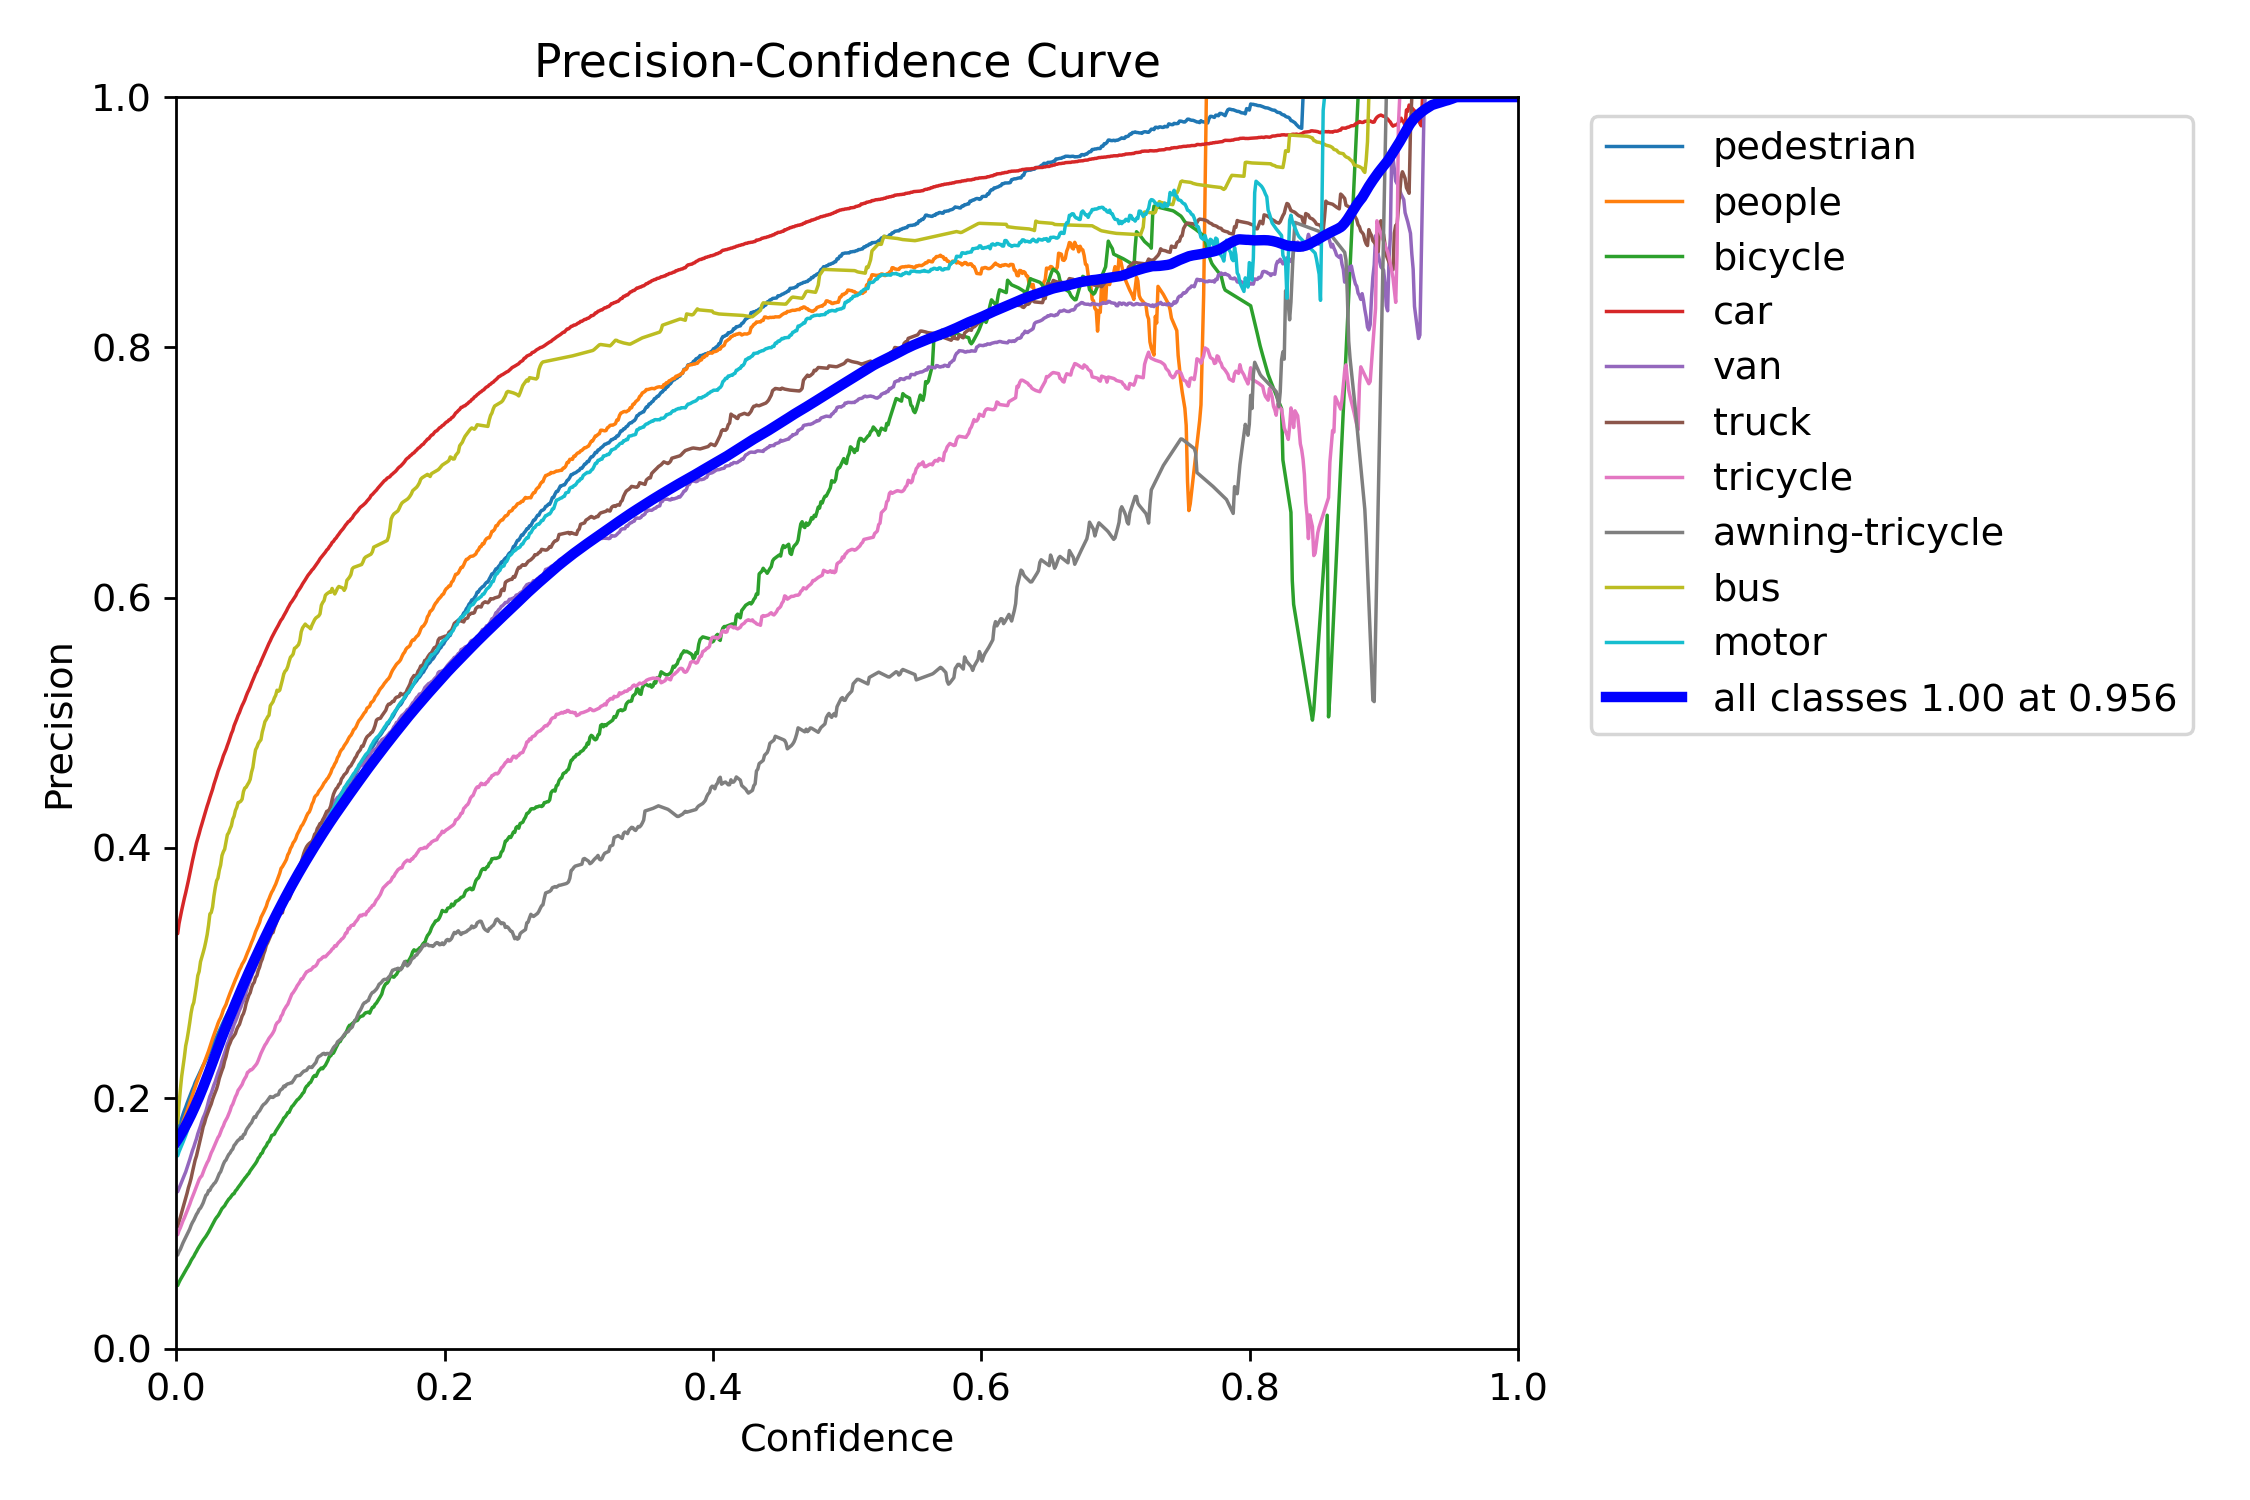 Precision-Confidence Curve
1.0
0.8
0.6
0.4
0.2
0.0
Precision
0.0 0.2 0.4 0.6 0.8 1.0
Confidence
pedestrian
people
bicycle
car
van
truck
tricycle
awning-tricycle
bus
motor
all classes 1.00 at 0.956